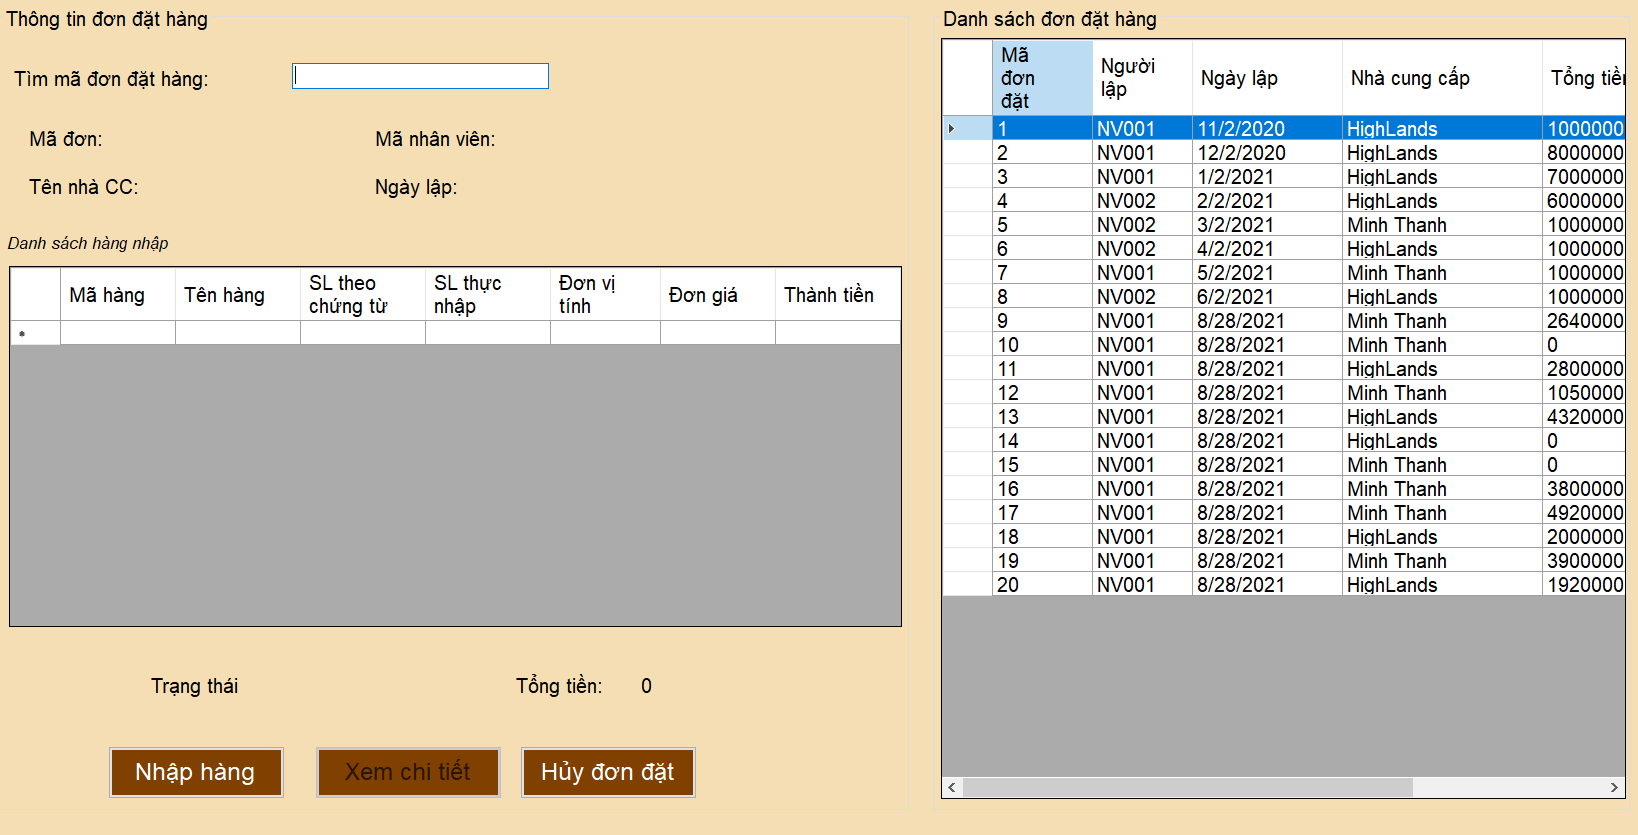 Thông tin đơn đặt hàng
Tìm mã đơn đặt hàng:
Mã đơn:
Mã nhân viên:
Tên nhà CC:
Ngày lập:
Danh sách hàng nhập
Mã hàng Tên hàng SL theo chứng từ SL thực nhập Đơn vị tính Đơn giá Thành tiền
Trạng thái
Tổng tiền: 0
Nhập hàng Xem chi tiết Hủy đơn đặt
Danh sách đơn đặt hàng
Mã đơn đặt Người lập Ngày lập Nhà cung cấp Tổng tiền
1 NV001 11/2/2020 HighLands 1000000
2 NV001 12/2/2020 HighLands 8000000
3 NV001 1/2/2021 HighLands 7000000
4 NV002 2/2/2021 HighLands 6000000
5 NV002 3/2/2021 Minh Thanh 1000000
6 NV002 4/2/2021 HighLands 1000000
7 NV001 5/2/2021 Minh Thanh 1000000
8 NV002 6/2/2021 HighLands 1000000
9 NV001 8/28/2021 Minh Thanh 2640000
10 NV001 8/28/2021 Minh Thanh 0
11 NV001 8/28/2021 HighLands 2800000
12 NV001 8/28/2021 Minh Thanh 1050000
13 NV001 8/28/2021 HighLands 4320000
14 NV001 8/28/2021 HighLands 0
15 NV001 8/28/2021 Minh Thanh 0
16 NV001 8/28/2021 Minh Thanh 3800000
17 NV001 8/28/2021 Minh Thanh 4920000
18 NV001 8/28/2021 HighLands 2000000
19 NV001 8/28/2021 Minh Thanh 3900000
20 NV001 8/28/2021 HighLands 1920000